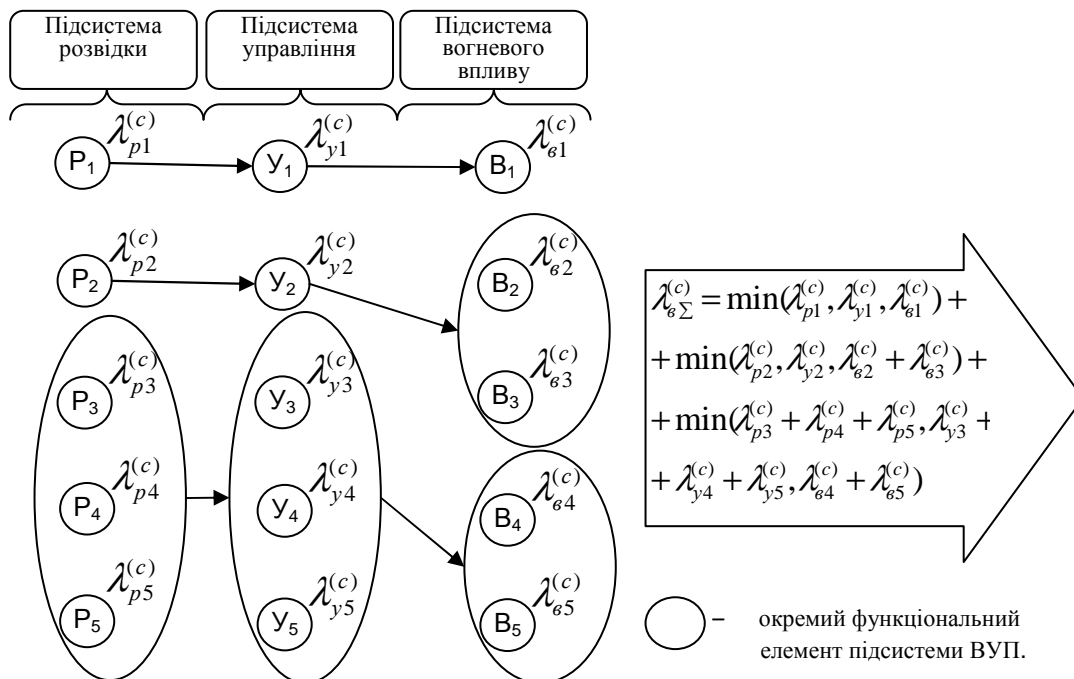 Підсистема розвідки
Підсистема управління
Підсистема вогневого впливу
P₁ λ_{p1}^{(c)}
У₁ λ_{y1}^{(c)}
В₁ λ_{в1}^{(c)}
P₂ λ_{p2}^{(c)}
У₂ λ_{y2}^{(c)}
В₂ λ_{в2}^{(c)}
В₃ λ_{в3}^{(c)}
P₃ λ_{p3}^{(c)}
У₃ λ_{y3}^{(c)}
P₄ λ_{p4}^{(c)}
У₄ λ_{y4}^{(c)}
В₄ λ_{в4}^{(c)}
P₅ λ_{p5}^{(c)}
У₅ λ_{y5}^{(c)}
В₅ λ_{в5}^{(c)}
λ_{вΣ}^{(c)} = min(λ_{p1}^{(c)}, λ_{y1}^{(c)}, λ_{в1}^{(c)}) +
+ min(λ_{p2}^{(c)}, λ_{y2}^{(c)}, λ_{в2}^{(c)} + λ_{в3}^{(c)}) +
+ min(λ_{p3}^{(c)} + λ_{p4}^{(c)} + λ_{p5}^{(c)}, λ_{y3}^{(c)} +
+ λ_{y4}^{(c)} + λ_{y5}^{(c)}, λ_{в4}^{(c)} + λ_{в5}^{(c)})
– окремий функціональний
елемент підсистеми ВУП.